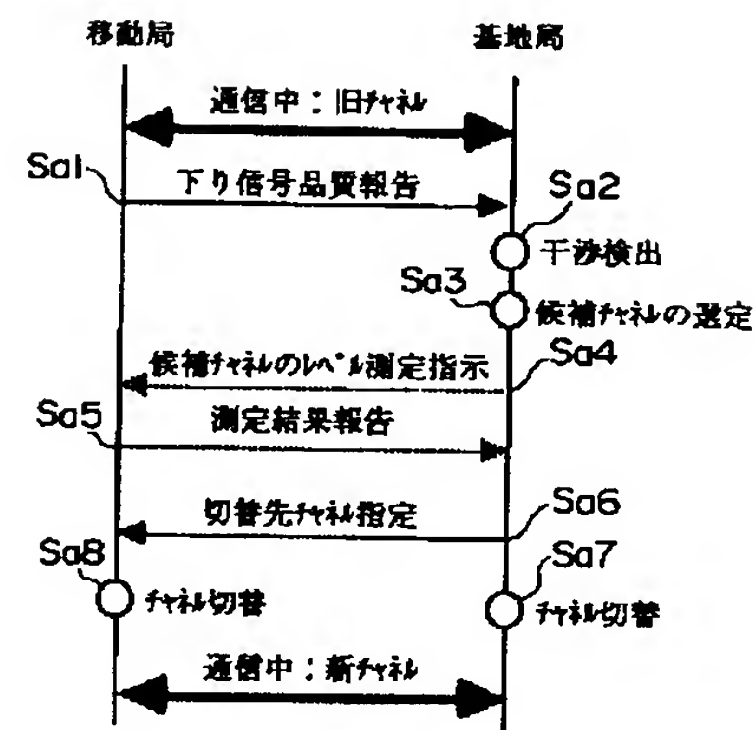 移動局 基地局
通信中：旧ﾁｬﾈﾙ
Sa1
下り信号品質報告
Sa2
干渉検出
Sa3
候補ﾁｬﾈﾙの選定
候補ﾁｬﾈﾙのﾚﾍﾞﾙ測定指示
Sa4
Sa5
測定結果報告
切替先ﾁｬﾈﾙ指定
Sa6
Sa8
ﾁｬﾈﾙ切替
Sa7
ﾁｬﾈﾙ切替
通信中：新ﾁｬﾈﾙ